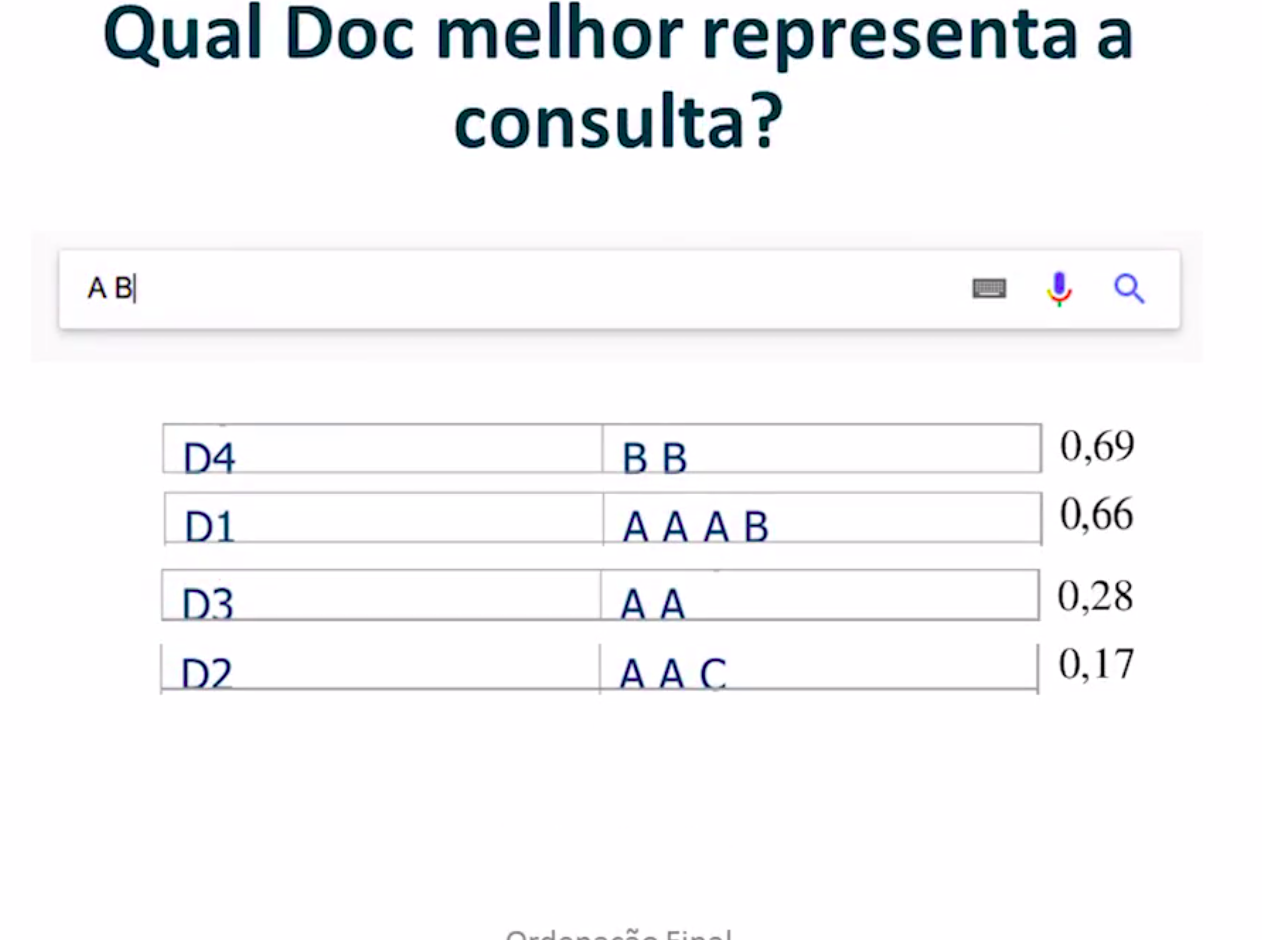 Qual Doc melhor representa a
consulta?
A B
D4 B B 0,69
D1 A A A B 0,66
D3 A A 0,28
D2 A A C 0,17
Ordenação Final